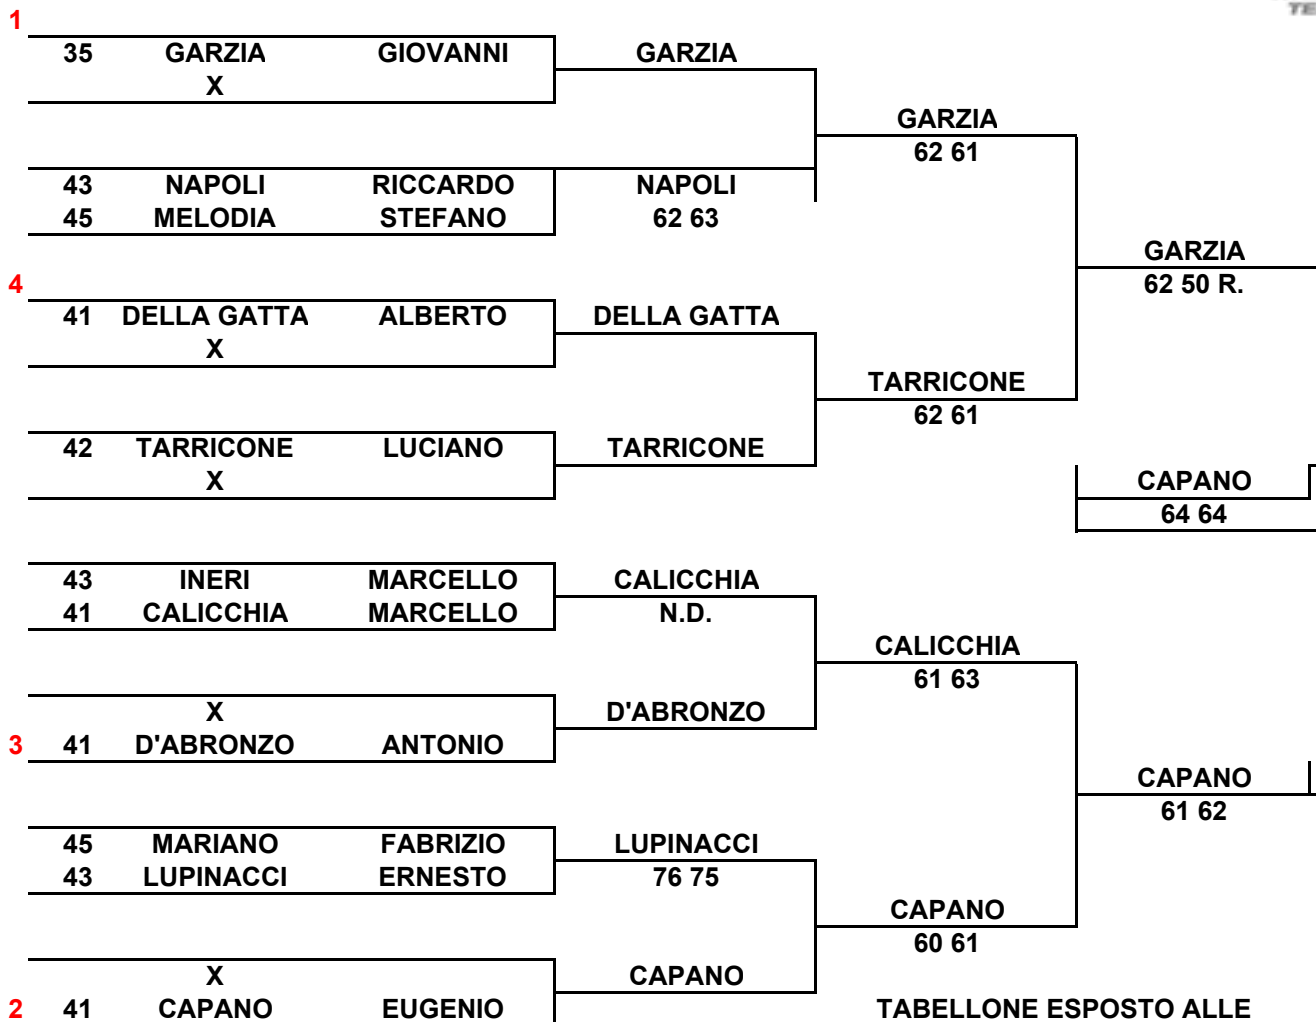 1
TE
35 GARZIA GIOVANNI GARZIA
X
GARZIA
62 61
43 NAPOLI RICCARDO NAPOLI
45 MELODIA STEFANO 62 63
GARZIA
4
62 50 R.
41 DELLA GATTA ALBERTO DELLA GATTA
X
TARRICONE
62 61
42 TARRICONE LUCIANO TARRICONE
X CAPANO
64 64
43 INERI MARCELLO CALICCHIA
41 CALICCHIA MARCELLO N.D.
CALICCHIA
61 63
X D'ABRONZO
3 41 D'ABRONZO ANTONIO
CAPANO
61 62
45 MARIANO FABRIZIO LUPINACCI
43 LUPINACCI ERNESTO 76 75
CAPANO
60 61
X CAPANO
2 41 CAPANO EUGENIO TABELLONE ESPOSTO ALLE